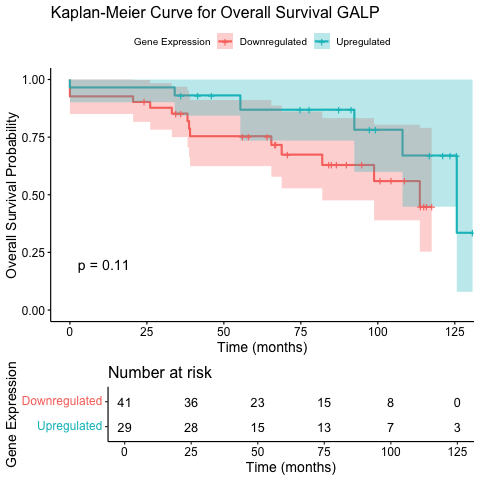 Kaplan-Meier Curve for Overall Survival GALP
Gene Expression Downregulated Upregulated
Overall Survival Probability
1.00
0.75
0.50
0.25
0.00
p = 0.11
0 25 50 75 100 125
Time (months)
Number at risk
Gene Expression
Downregulated 41 36 23 15 8 0
Upregulated 29 28 15 13 7 3
0 25 50 75 100 125
Time (months)